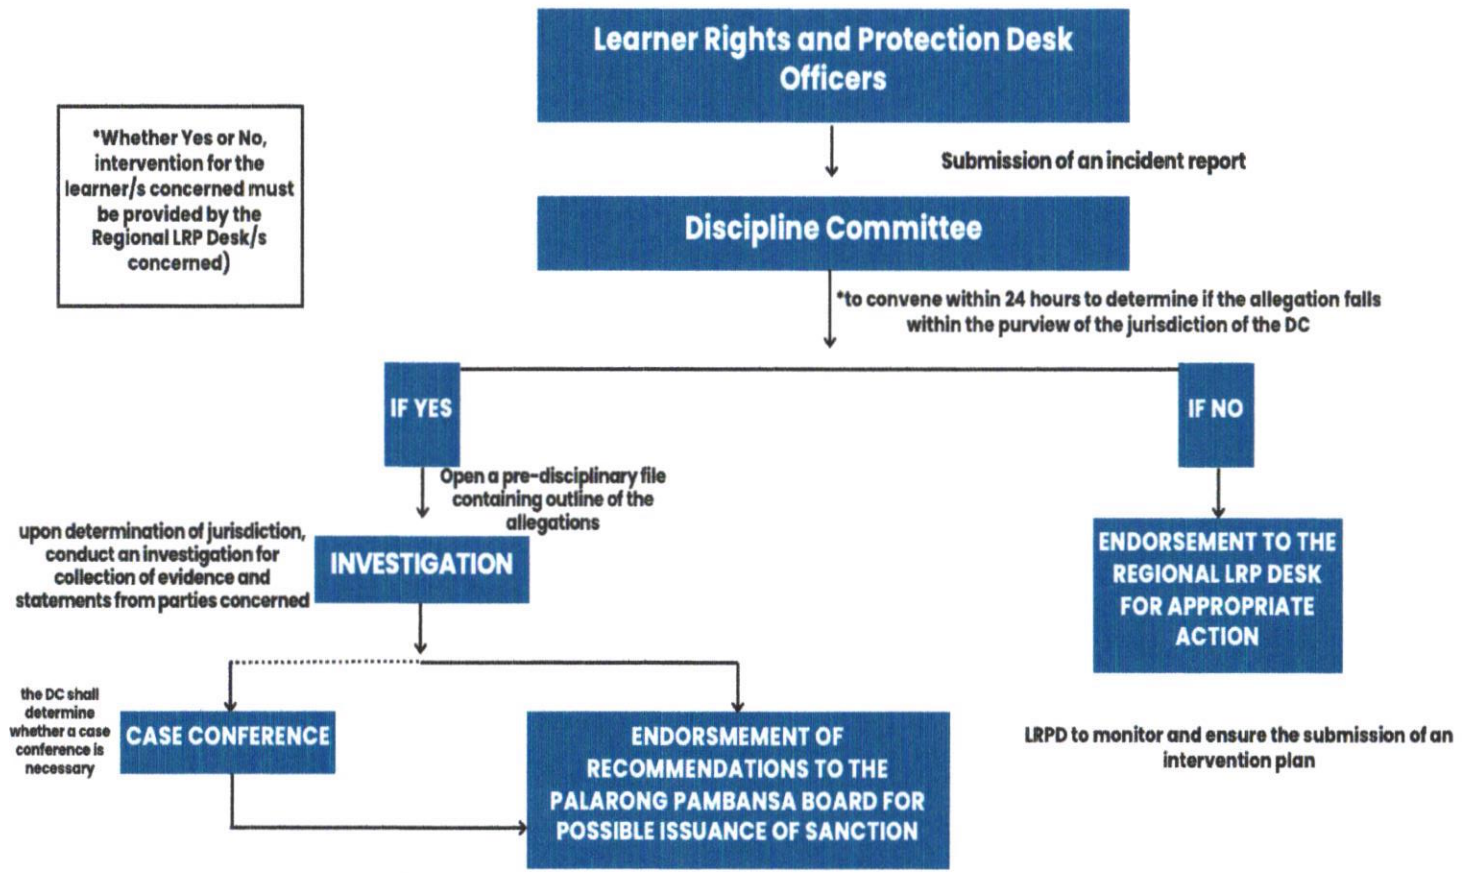 Learner Rights and Protection Desk
Officers
*Whether Yes or No,
intervention for the
learner/s concerned must
be provided by the
Regional LRP Desk/s
concerned)
Submission of an incident report
Discipline Committee
*to convene within 24 hours to determine if the allegation falls
within the purview of the jurisdiction of the DC
IF YES
IF NO
Open a pre-disciplinary file
containing outline of the
allegations
upon determination of jurisdiction,
conduct an investigation for
collection of evidence and
statements from parties concerned
INVESTIGATION
ENDORSEMENT TO THE
REGIONAL LRP DESK
FOR APPROPRIATE
ACTION
the DC shall
determine
whether a case
conference is
necessary
CASE CONFERENCE
ENDORSMEMENT OF
RECOMMENDATIONS TO THE
PALARONG PAMBANSA BOARD FOR
POSSIBLE ISSUANCE OF SANCTION
LRPD to monitor and ensure the submission of an
intervention plan